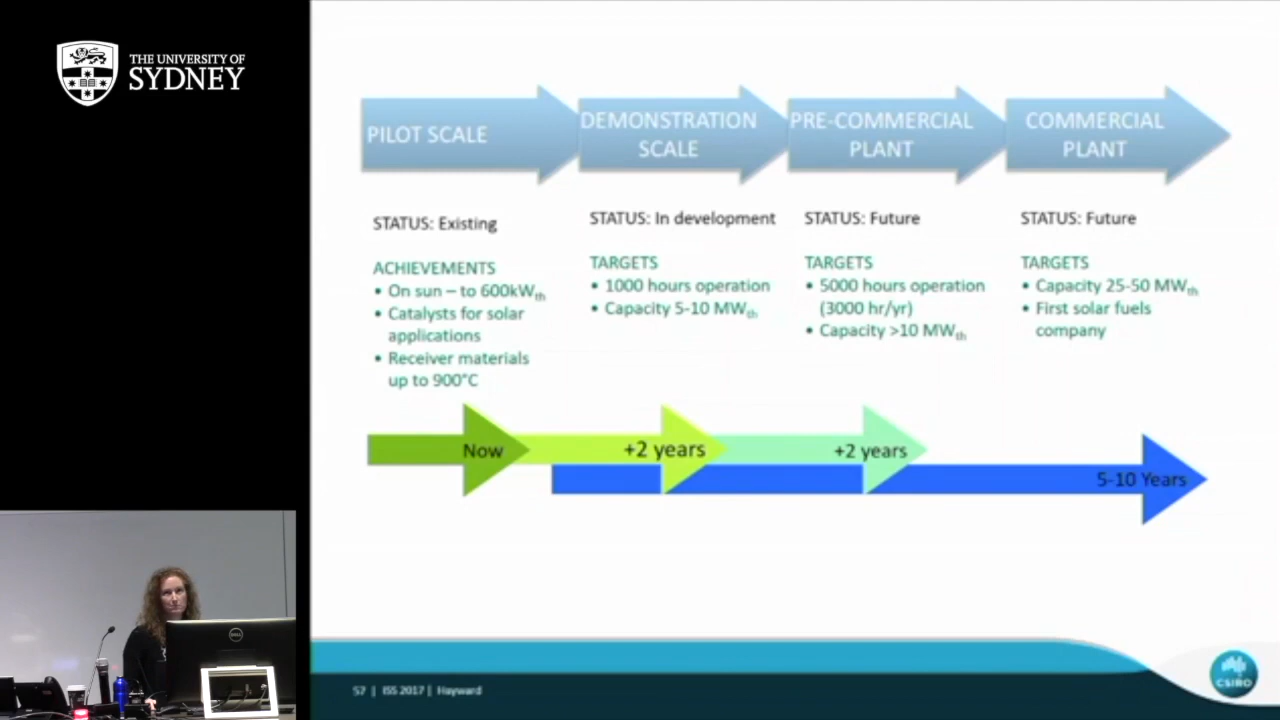 THE UNIVERSITY OF
SYDNEY
PILOT SCALE
DEMONSTRATION
SCALE
PRE-COMMERCIAL
PLANT
COMMERCIAL
PLANT
STATUS: Existing
ACHIEVEMENTS
• On sun – to 600kWth
• Catalysts for solar
applications
• Receiver materials
up to 900°C
STATUS: In development
TARGETS
• 1000 hours operation
• Capacity 5-10 MWth
STATUS: Future
TARGETS
• 5000 hours operation
(3000 hr/yr)
• Capacity >10 MWth
STATUS: Future
TARGETS
• Capacity 25-50 MWth
• First solar fuels
company
Now
+2 years
+2 years
5-10 Years
57 | ISS 2017 | Hayward
CSIRO
DELL